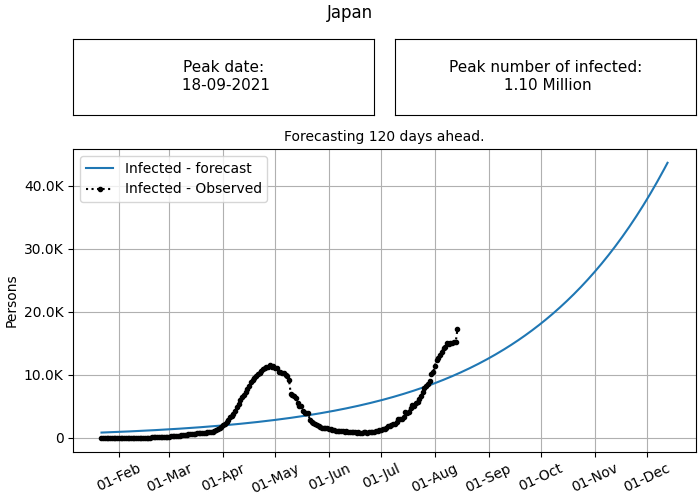 Japan
Peak date:
18-09-2021
Peak number of infected:
1.10 Million
Forecasting 120 days ahead.
Infected - forecast
Infected - Observed
Persons
40.0K
30.0K
20.0K
10.0K
0
01-Feb
01-Mar
01-Apr
01-May
01-Jun
01-Jul
01-Aug
01-Sep
01-Oct
01-Nov
01-Dec